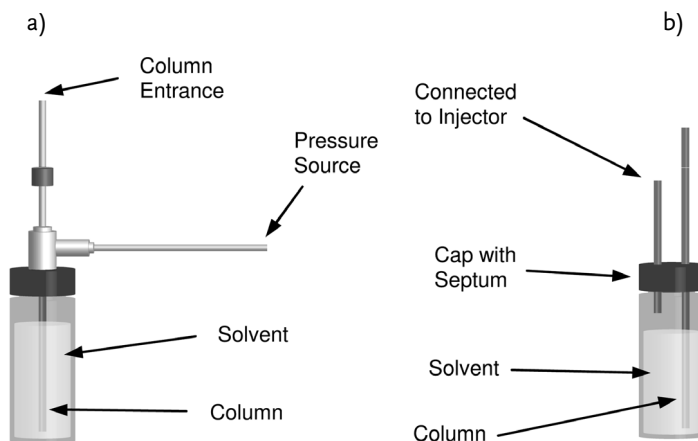 a)
Column
Entrance
Pressure
Source
Solvent
Column
b)
Connected
to Injector
Cap with
Septum
Solvent
Column